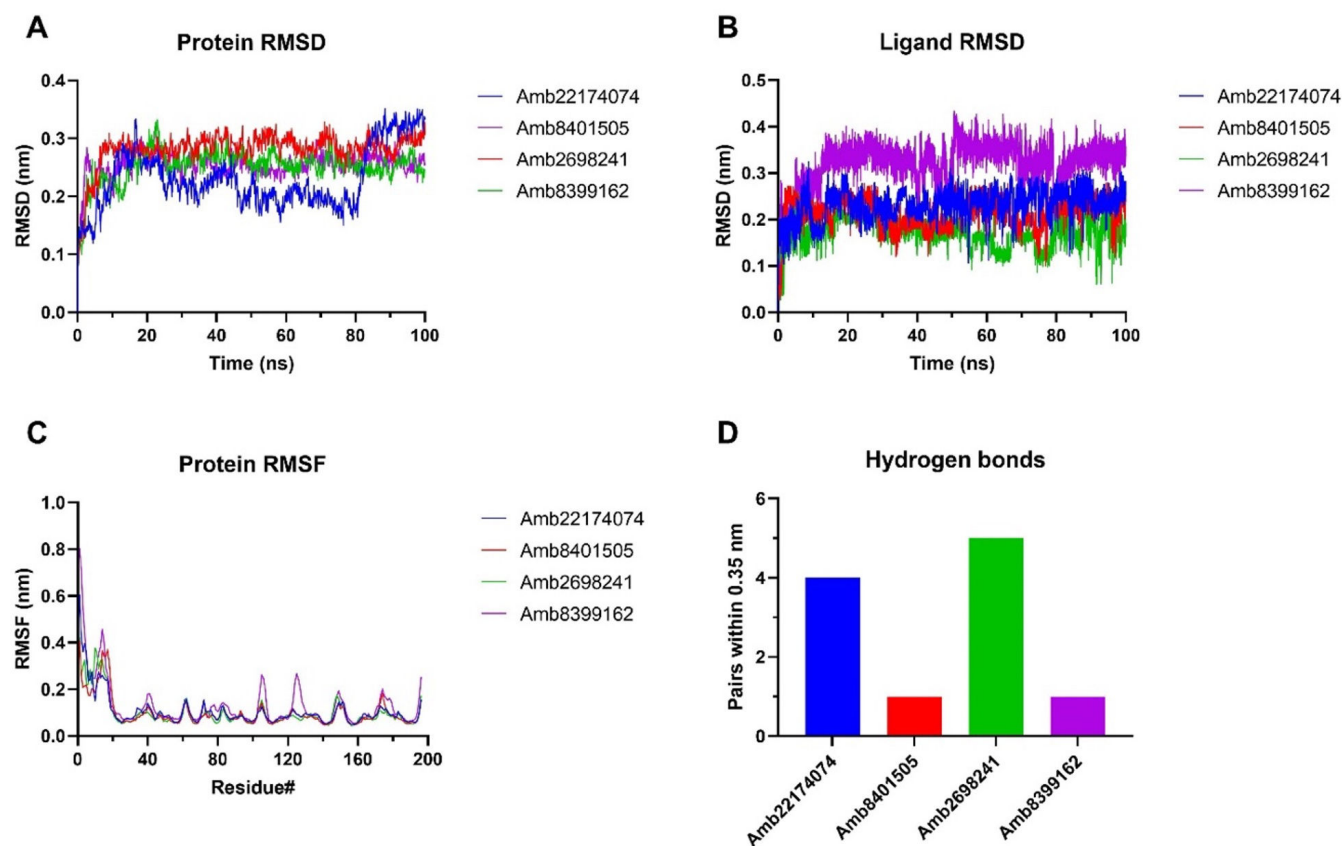 A
Protein RMSD
RMSD (nm)
0.4
0.3
0.2
0.1
0.0
0 20 40 60 80 100
Time (ns)
Amb22174074
Amb8401505
Amb2698241
Amb8399162
B
Ligand RMSD
RMSD (nm)
0.5
0.4
0.3
0.2
0.1
0.0
0 20 40 60 80 100
Time (ns)
Amb22174074
Amb8401505
Amb2698241
Amb8399162
C
Protein RMSF
RMSF (nm)
1.0
0.8
0.6
0.4
0.2
0.0
0 40 80 120 160 200
Residue#
Amb22174074
Amb8401505
Amb2698241
Amb8399162
D
Hydrogen bonds
Pairs within 0.35 nm
6
4
2
0
Amb22174074
Amb8401505
Amb2698241
Amb8399162